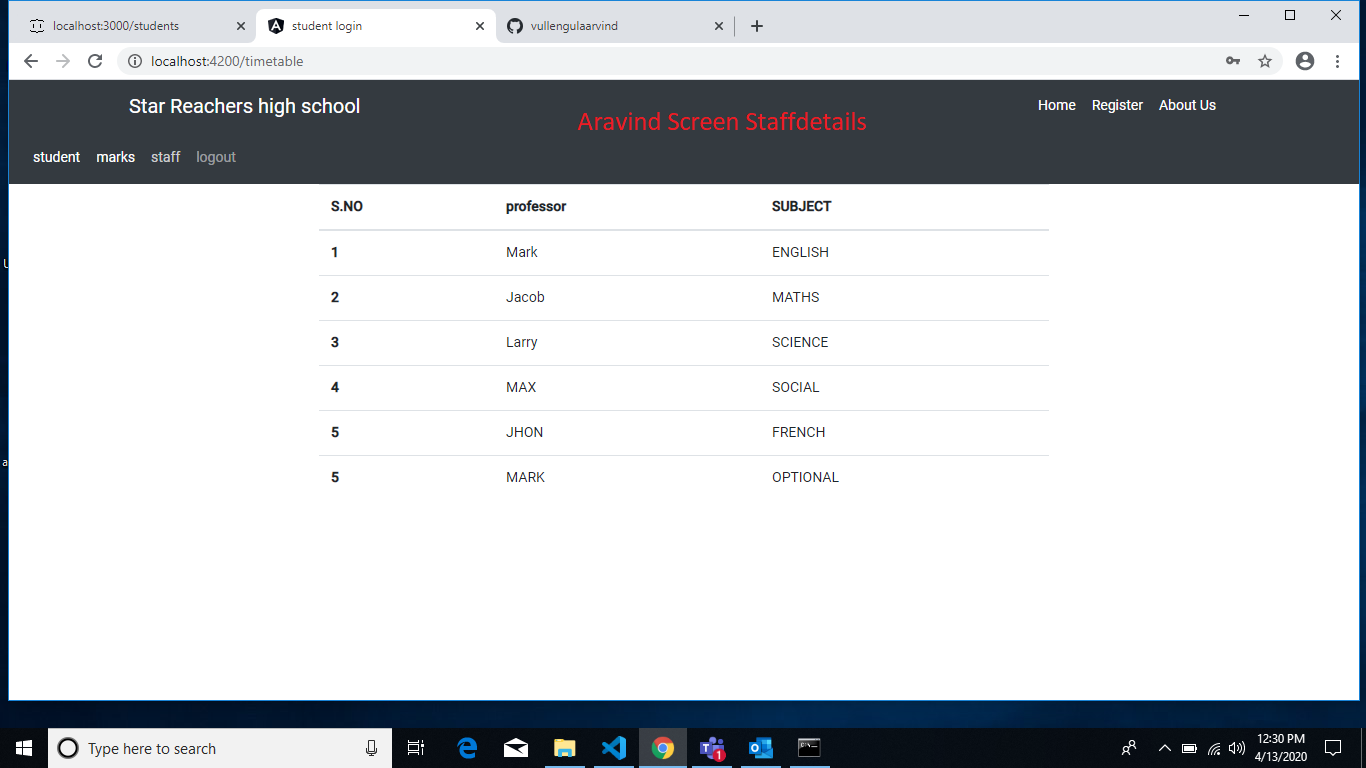 localhost:3000/students
student login
vullengulaarvind
localhost:4200/timetable
Star Reachers high school
Aravind Screen Staffdetails
Home Register About Us
student marks staff logout
S.NO professor SUBJECT
1 Mark ENGLISH
2 Jacob MATHS
3 Larry SCIENCE
4 MAX SOCIAL
5 JHON FRENCH
5 MARK OPTIONAL
U
a
Type here to search
1
12:30 PM
4/13/2020